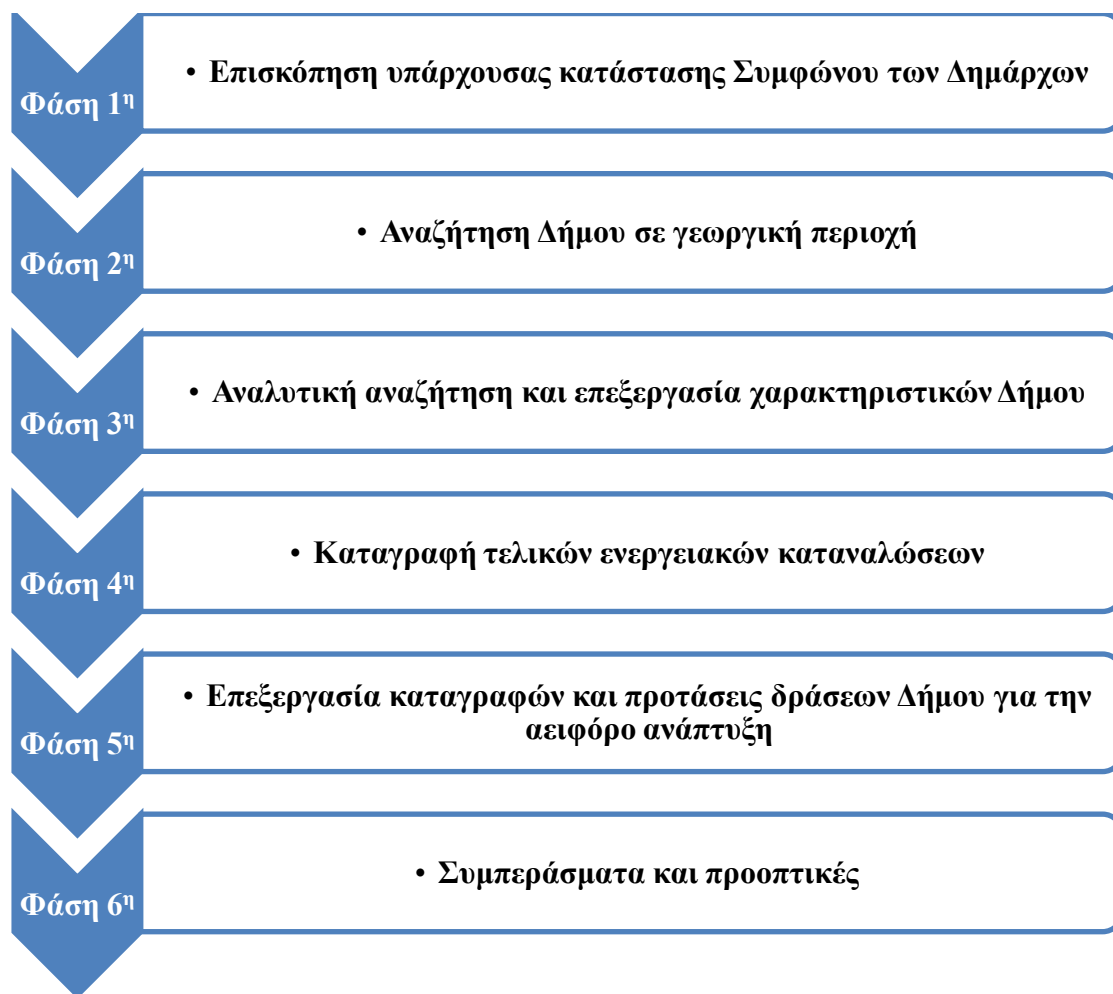 Φάση 1η
• Επισκόπηση υπάρχουσας κατάστασης Συμφώνου των Δημάρχων
Φάση 2η
• Αναζήτηση Δήμου σε γεωργική περιοχή
Φάση 3η
• Αναλυτική αναζήτηση και επεξεργασία χαρακτηριστικών Δήμου
Φάση 4η
• Καταγραφή τελικών ενεργειακών καταναλώσεων
Φάση 5η
• Επεξεργασία καταγραφών και προτάσεις δράσεων Δήμου για την
αειφόρο ανάπτυξη
Φάση 6η
• Συμπεράσματα και προοπτικές